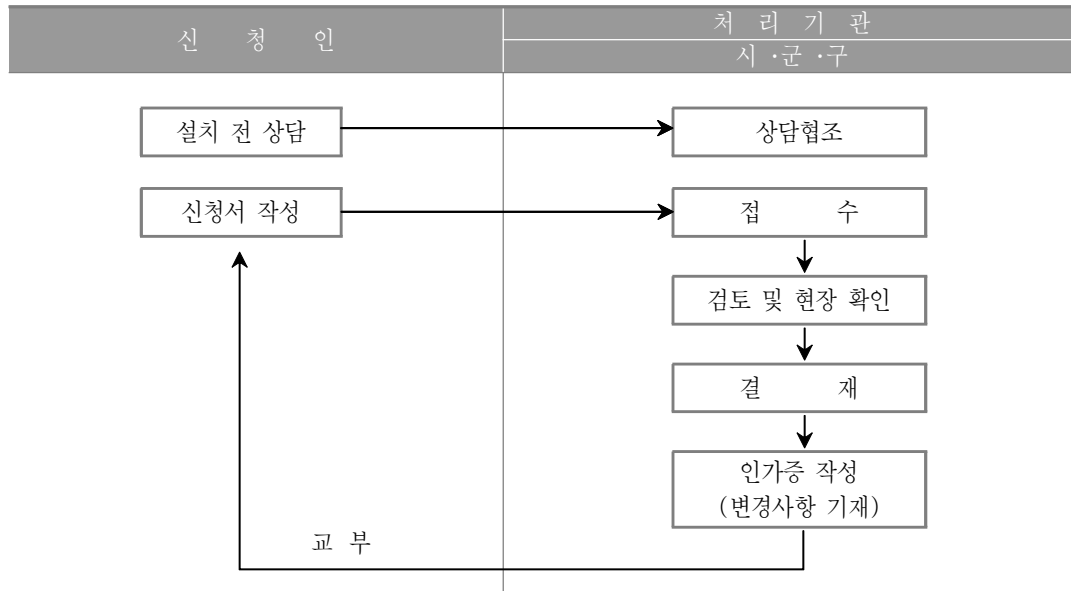 신 청 인
처 리 기 관
시 ·군 ·구
설치 전 상담
상담협조
신청서 작성
접 수
검토 및 현장 확인
결 재
인가증 작성
(변경사항 기재)
교 부